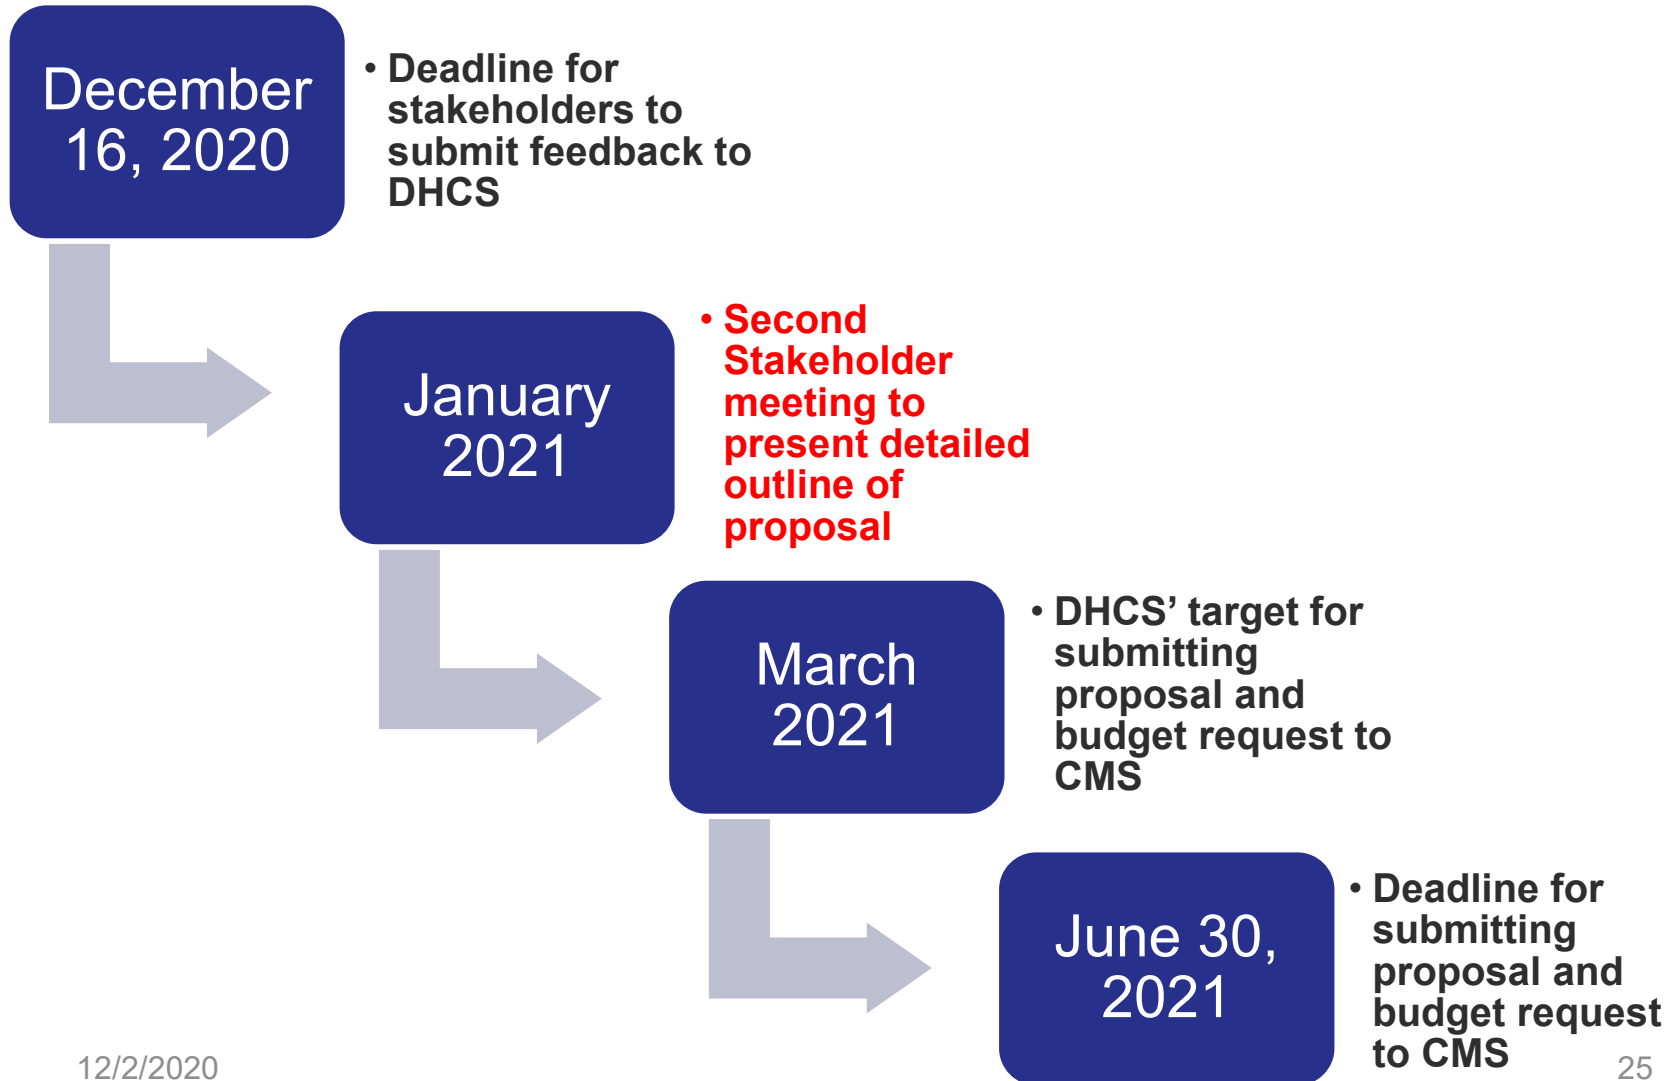 December
16, 2020
• Deadline for
stakeholders to
submit feedback to
DHCS
January
2021
• Second
Stakeholder
meeting to
present detailed
outline of
proposal
March
2021
• DHCS’ target for
submitting
proposal and
budget request to
CMS
June 30,
2021
• Deadline for
submitting
proposal and
budget request
to CMS
12/2/2020
25